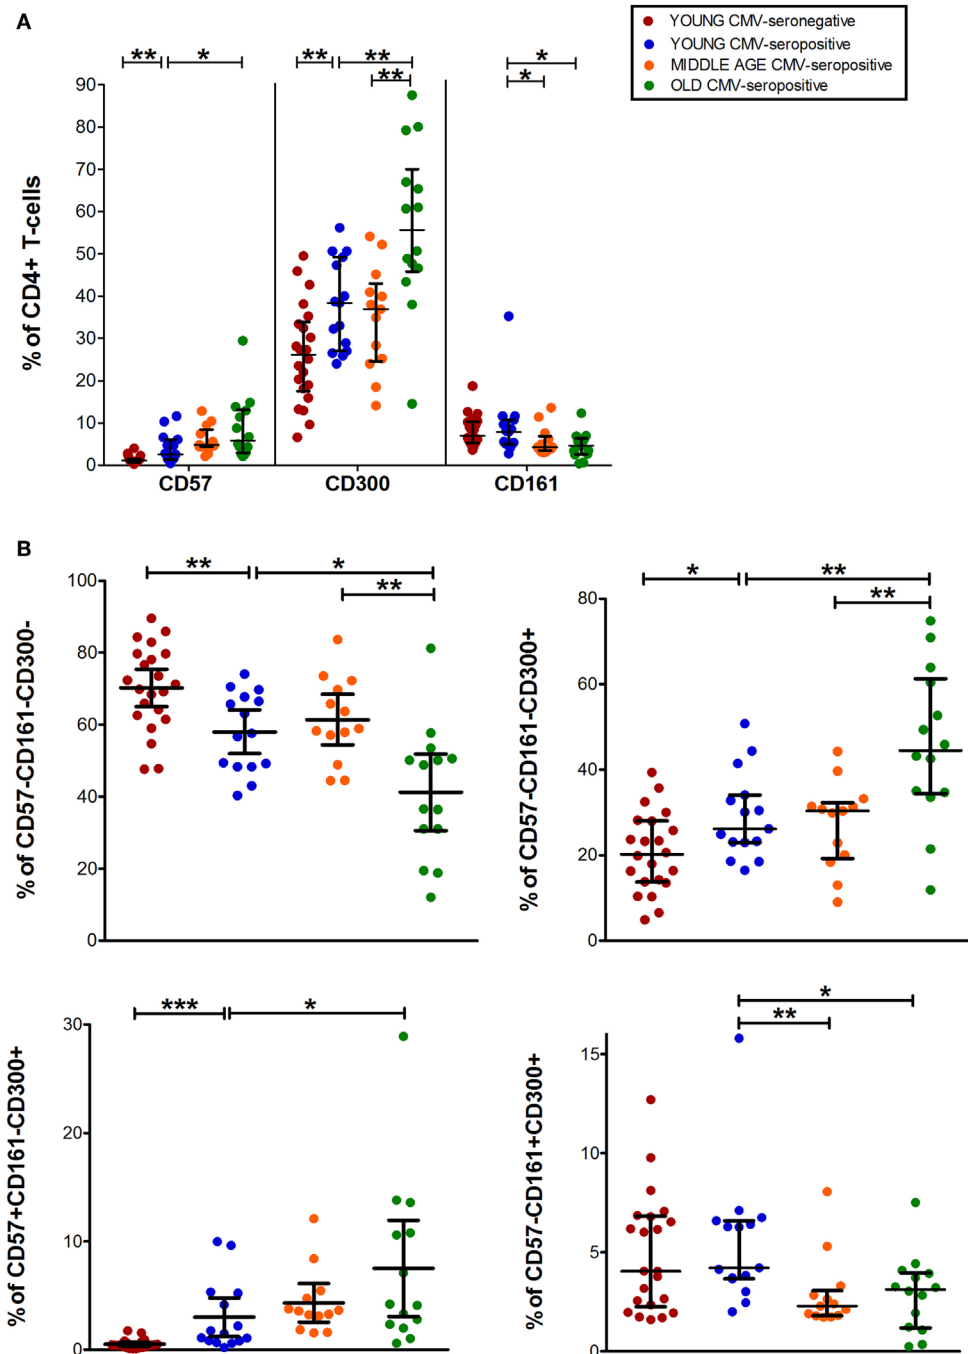 A
YOUNG CMV-seronegative
YOUNG CMV-seropositive
MIDDLE AGE CMV-seropositive
OLD CMV-seropositive
** * ** ** * 
** *
% of CD4+ T-cells
90
80
70
60
50
40
30
20
10
0
CD57 CD300 CD161
B
** *
**
% of CD57-CD161-CD300-
100
80
60
40
20
0
* **
**
% of CD57-CD161-CD300+
80
60
40
20
0
*** *
% of CD57+CD161-CD300+
30
20
10
0
*
**
% of CD57-CD161+CD300+
15
10
5
0